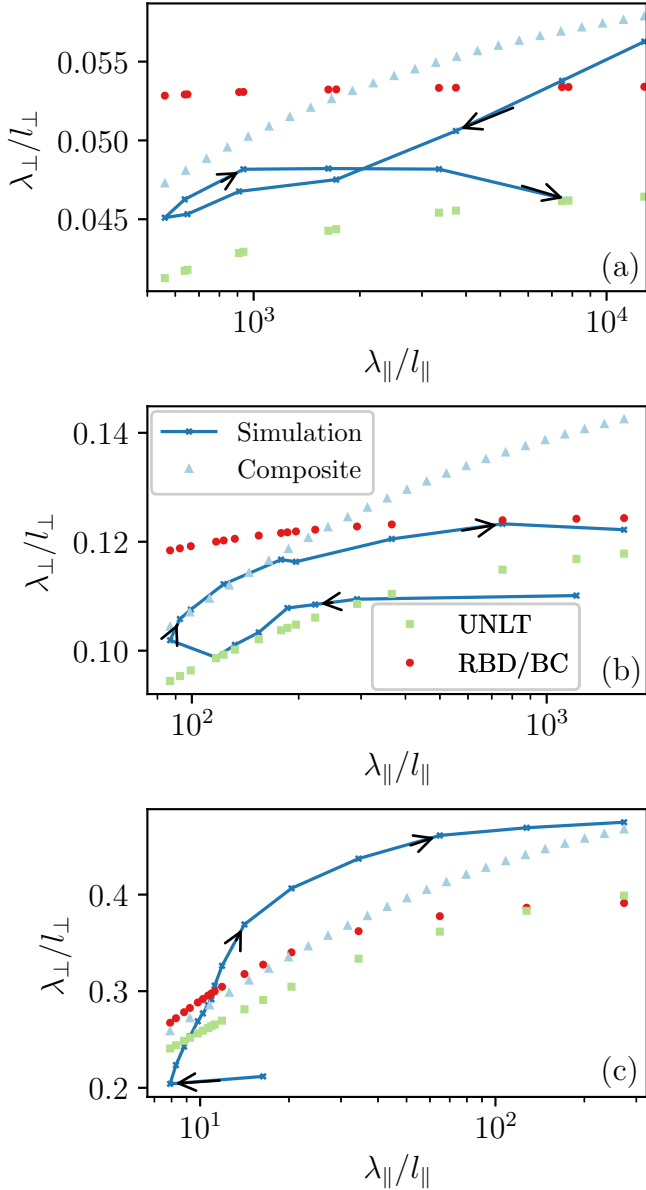 λ⊥/l⊥
0.055
0.050
0.045
(a)
10³
10⁴
λ∥/l∥
λ⊥/l⊥
0.14
0.12
0.10
Simulation
Composite
UNLT
RBD/BC
(b)
10²
10³
λ∥/l∥
λ⊥/l⊥
0.4
0.3
0.2
(c)
10¹
10²
λ∥/l∥